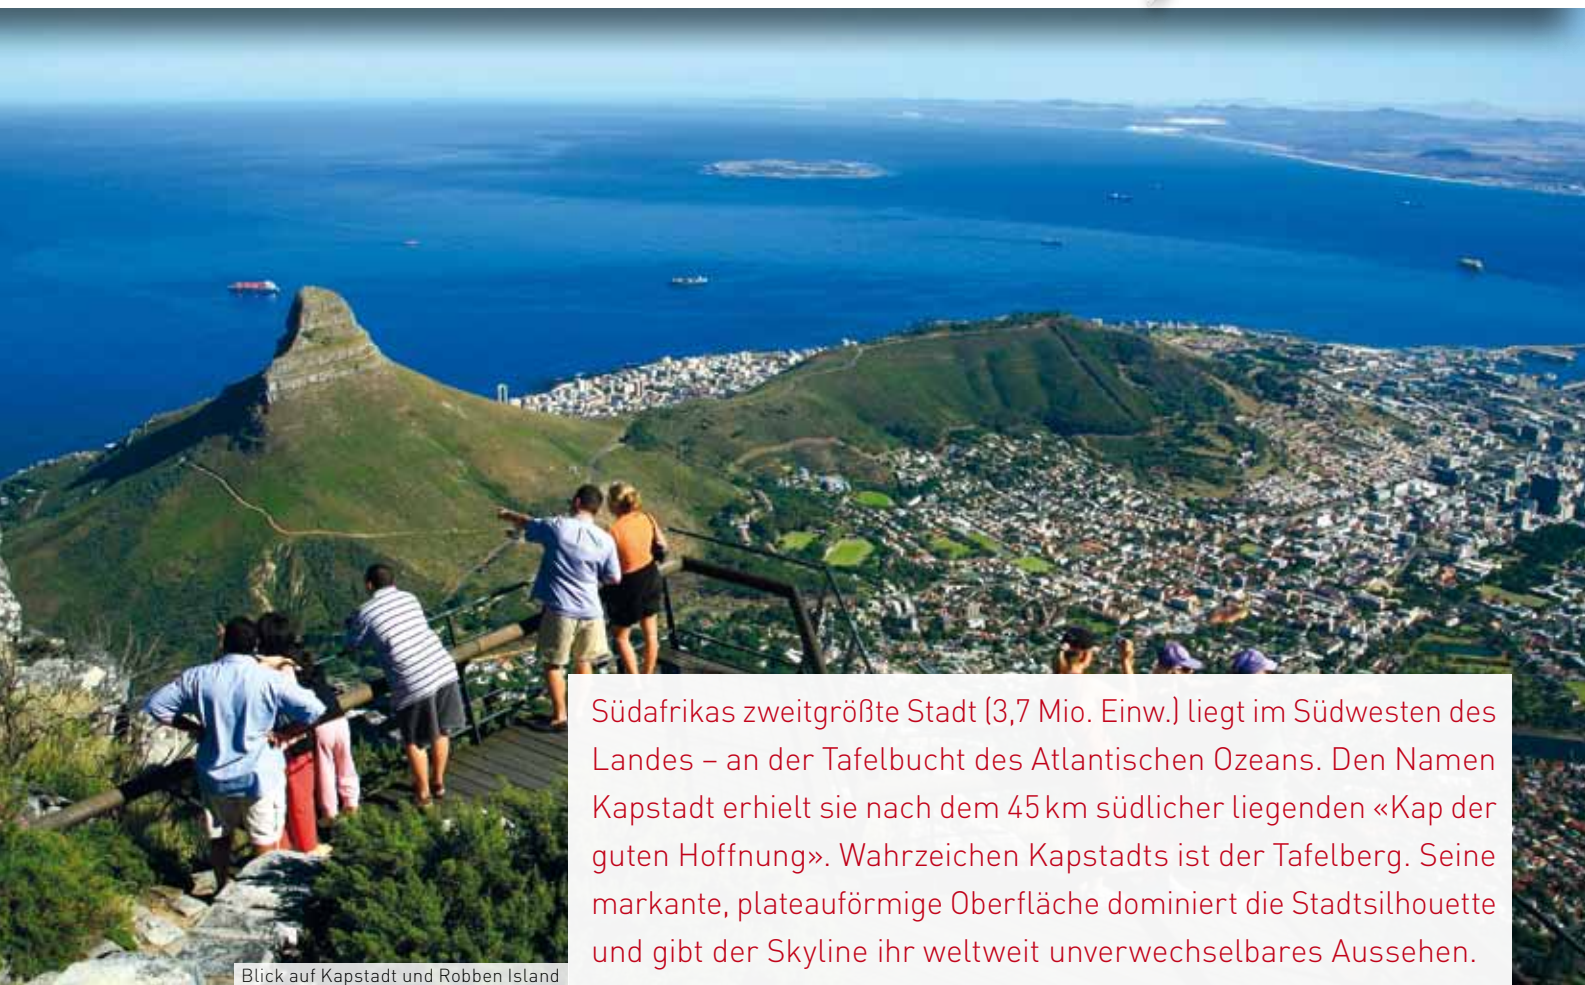 Südafrikas zweitgrößte Stadt (3,7 Mio. Einw.) liegt im Südwesten des
Landes – an der Tafelbucht des Atlantischen Ozeans. Den Namen
Kapstadt erhielt sie nach dem 45 km südlicher liegenden «Kap der
guten Hoffnung». Wahrzeichen Kapstadts ist der Tafelberg. Seine
markante, plateauförmige Oberfläche dominiert die Stadtsilhouette
und gibt der Skyline ihr weltweit unverwechselbares Aussehen.
Blick auf Kapstadt und Robben Island